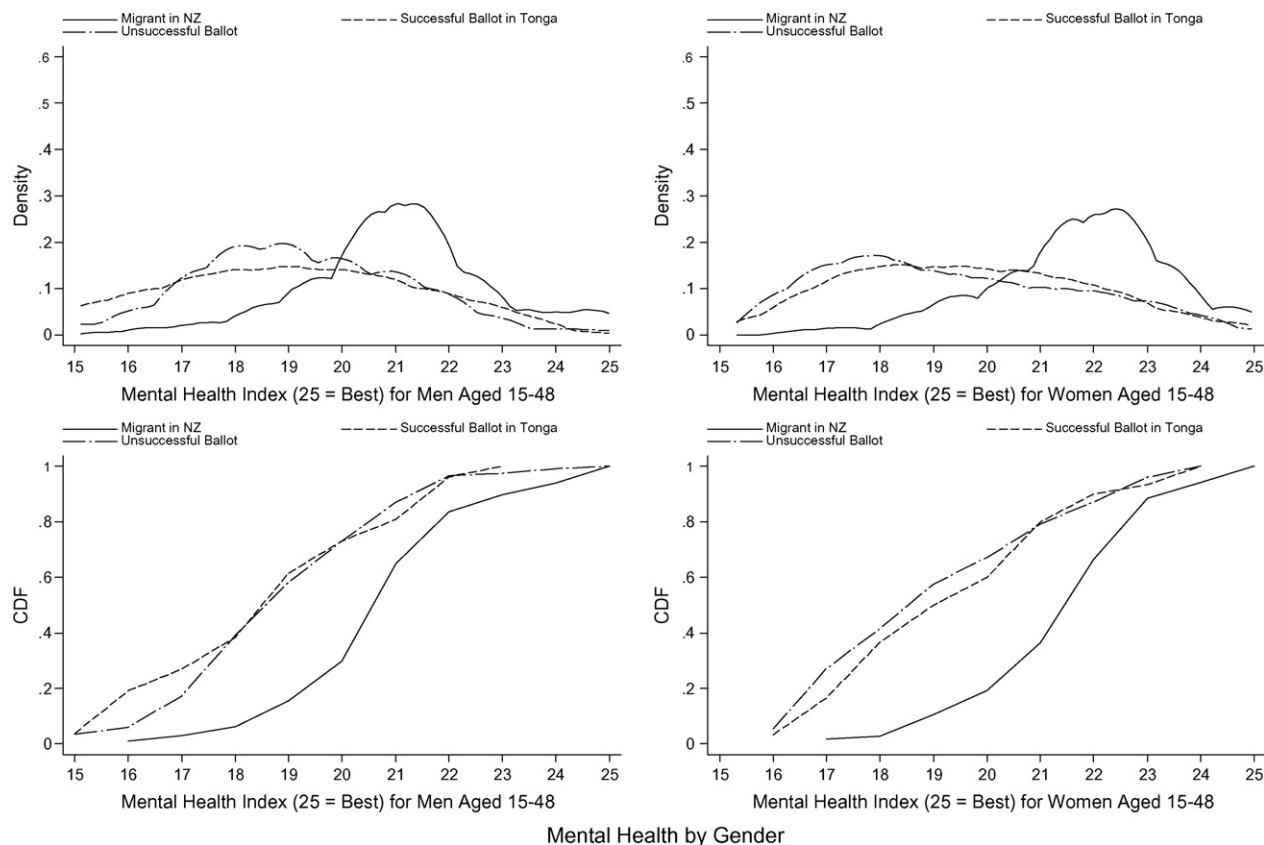 Migrant in NZ Successful Ballot in Tonga
Unsuccessful Ballot
.6
.5
.4
.3
.2
.1
0
Density
15 16 17 18 19 20 21 22 23 24 25
Mental Health Index (25 = Best) for Men Aged 15-48
Migrant in NZ Successful Ballot in Tonga
Unsuccessful Ballot
.6
.5
.4
.3
.2
.1
0
Density
15 16 17 18 19 20 21 22 23 24 25
Mental Health Index (25 = Best) for Women Aged 15-48
Migrant in NZ Successful Ballot in Tonga
Unsuccessful Ballot
1
.8
.6
.4
.2
0
CDF
15 16 17 18 19 20 21 22 23 24 25
Mental Health Index (25 = Best) for Men Aged 15-48
Migrant in NZ Successful Ballot in Tonga
Unsuccessful Ballot
1
.8
.6
.4
.2
0
CDF
15 16 17 18 19 20 21 22 23 24 25
Mental Health Index (25 = Best) for Women Aged 15-48
Mental Health by Gender